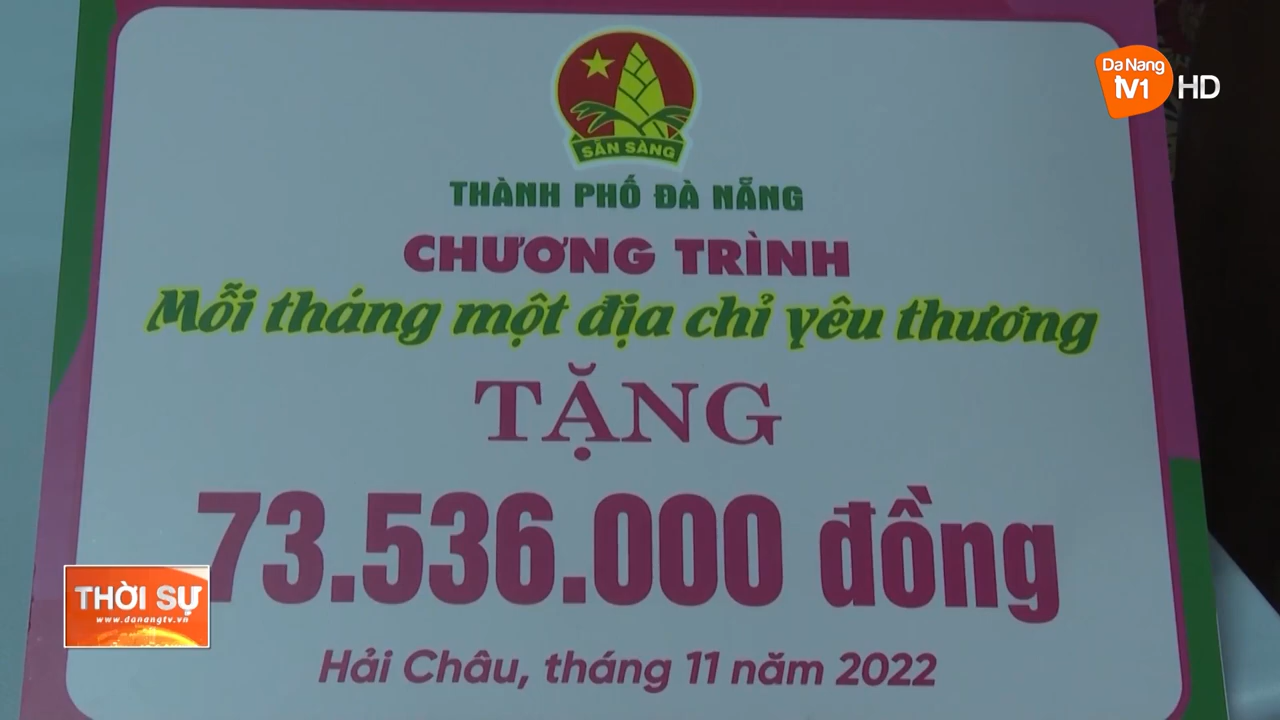 Da Nang
TV1 HD
SẴN SÀNG
THÀNH PHỐ ĐÀ NẴNG
CHƯƠNG TRÌNH
Mỗi tháng một địa chỉ yêu thương
TẶNG
73.536.000 đồng
THỜI SỰ
www.danangtv.vn
Hải Châu, tháng 11 năm 2022